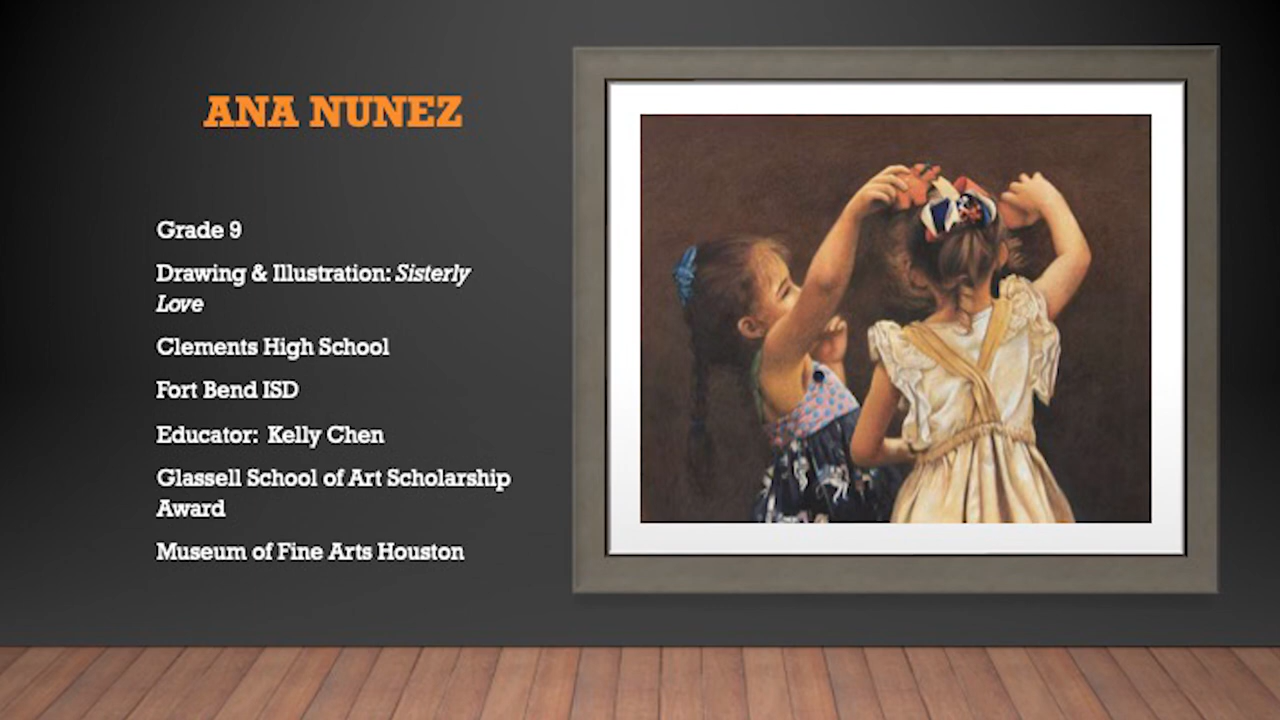 ANA NUNEZ
Grade 9
Drawing & Illustration: Sisterly
Love
Clements High School
Fort Bend ISD
Educator: Kelly Chen
Glassell School of Art Scholarship
Award
Museum of Fine Arts Houston